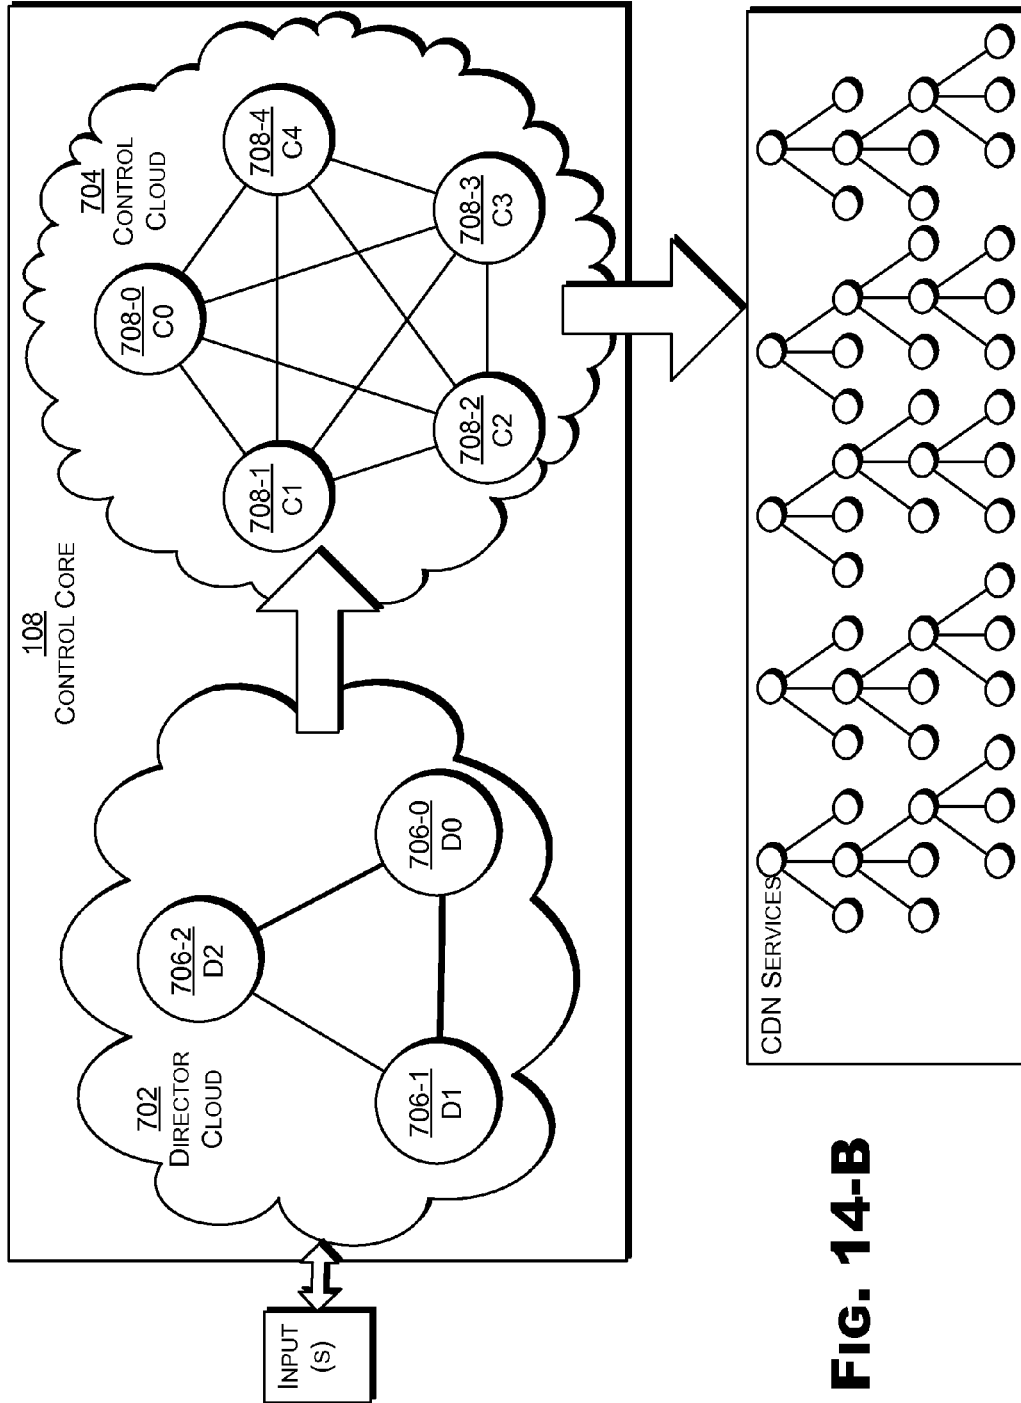 108
CONTROL CORE
702
DIRECTOR
CLOUD
706-2
D2
706-1
D1
706-0
D0
704
CONTROL
CLOUD
708-0
C0
708-1
C1
708-4
C4
708-2
C2
708-3
C3
INPUT
(S)
CDN SERVICES
FIG. 14-B